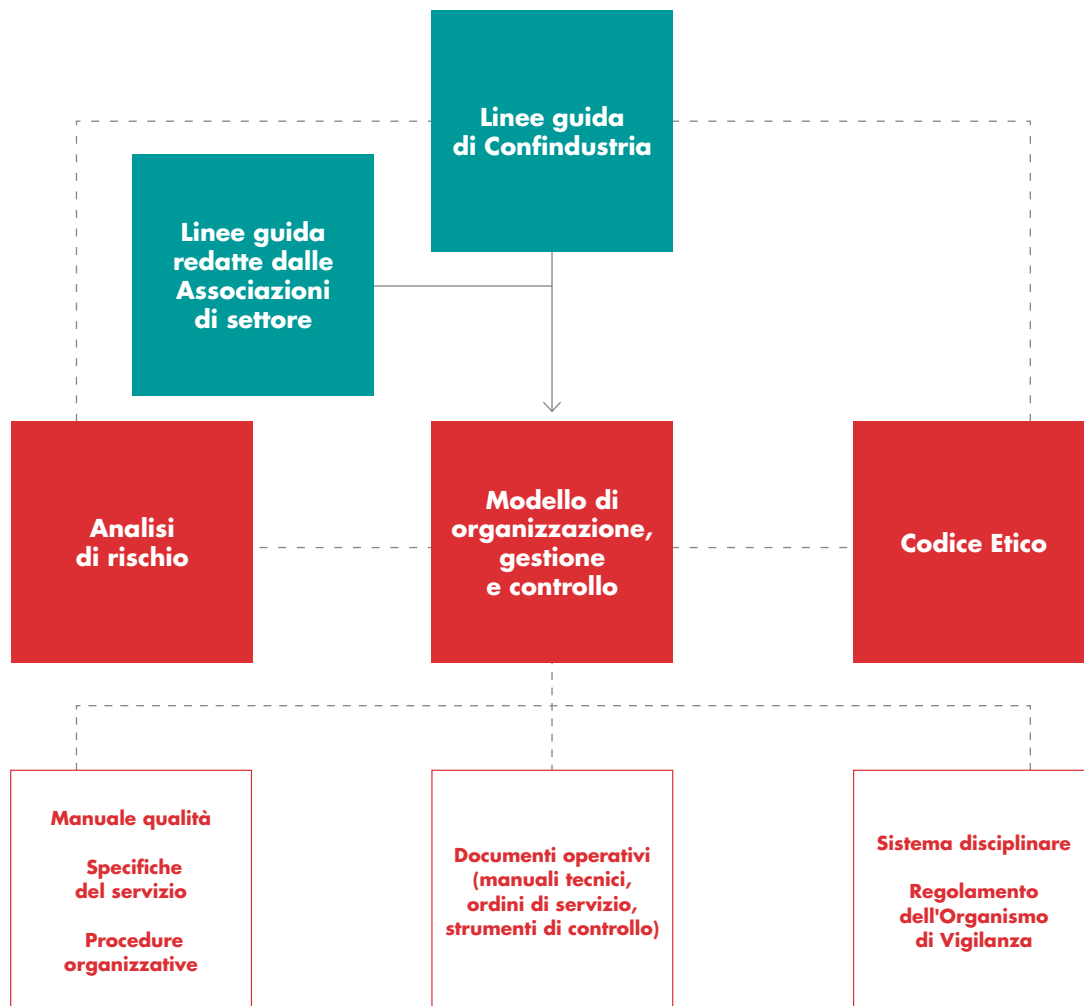 Linee guida
di Confindustria
Linee guida
redatte dalle
Associazioni
di settore
Analisi
di rischio
Modello di
organizzazione,
gestione
e controllo
Codice Etico
Manuale qualità
Specifiche
del servizio
Procedure
organizzative
Documenti operativi
(manuali tecnici,
ordini di servizio,
strumenti di controllo)
Sistema disciplinare
Regolamento
dell'Organismo
di Vigilanza